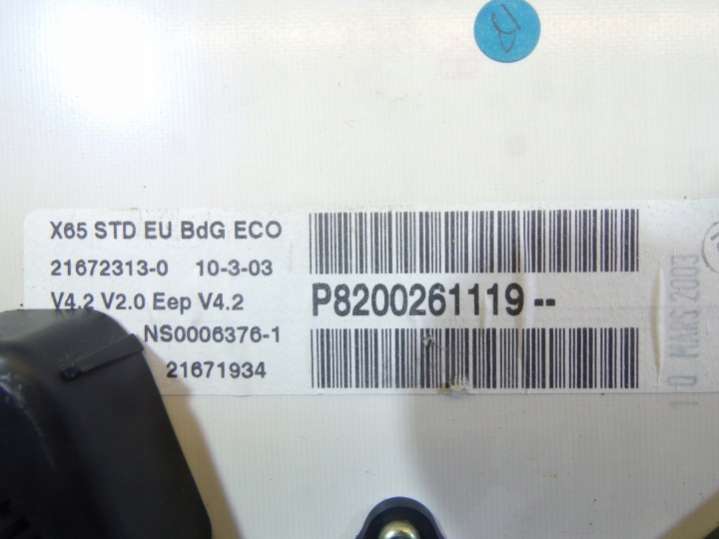 X65 STD EU BdG ECO
21672313-0 10-3-03
V4.2 V2.0 Eep V4.2
NS0006376-1
21671934
P8200261119--
10 MARS 2003